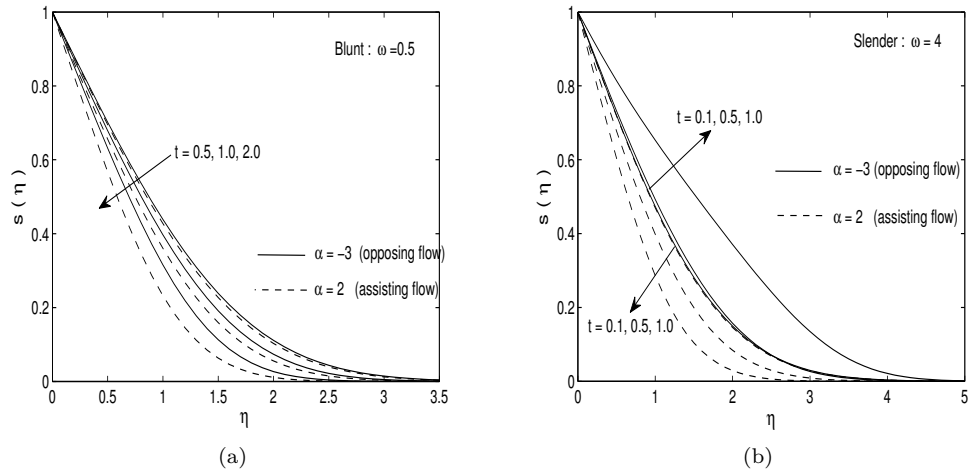 Blunt : ω =0.5
t = 0.5, 1.0, 2.0
α = −3 (opposing flow)
α = 2 (assisting flow)
s ( η )
1
0.8
0.6
0.4
0.2
0
0 0.5 1 1.5 2 2.5 3 3.5
η
(a)
Slender : ω = 4
t = 0.1, 0.5, 1.0
α = −3 (opposing flow)
α = 2 (assisting flow)
t = 0.1, 0.5, 1.0
s ( η )
1
0.8
0.6
0.4
0.2
0
0 1 2 3 4 5
η
(b)